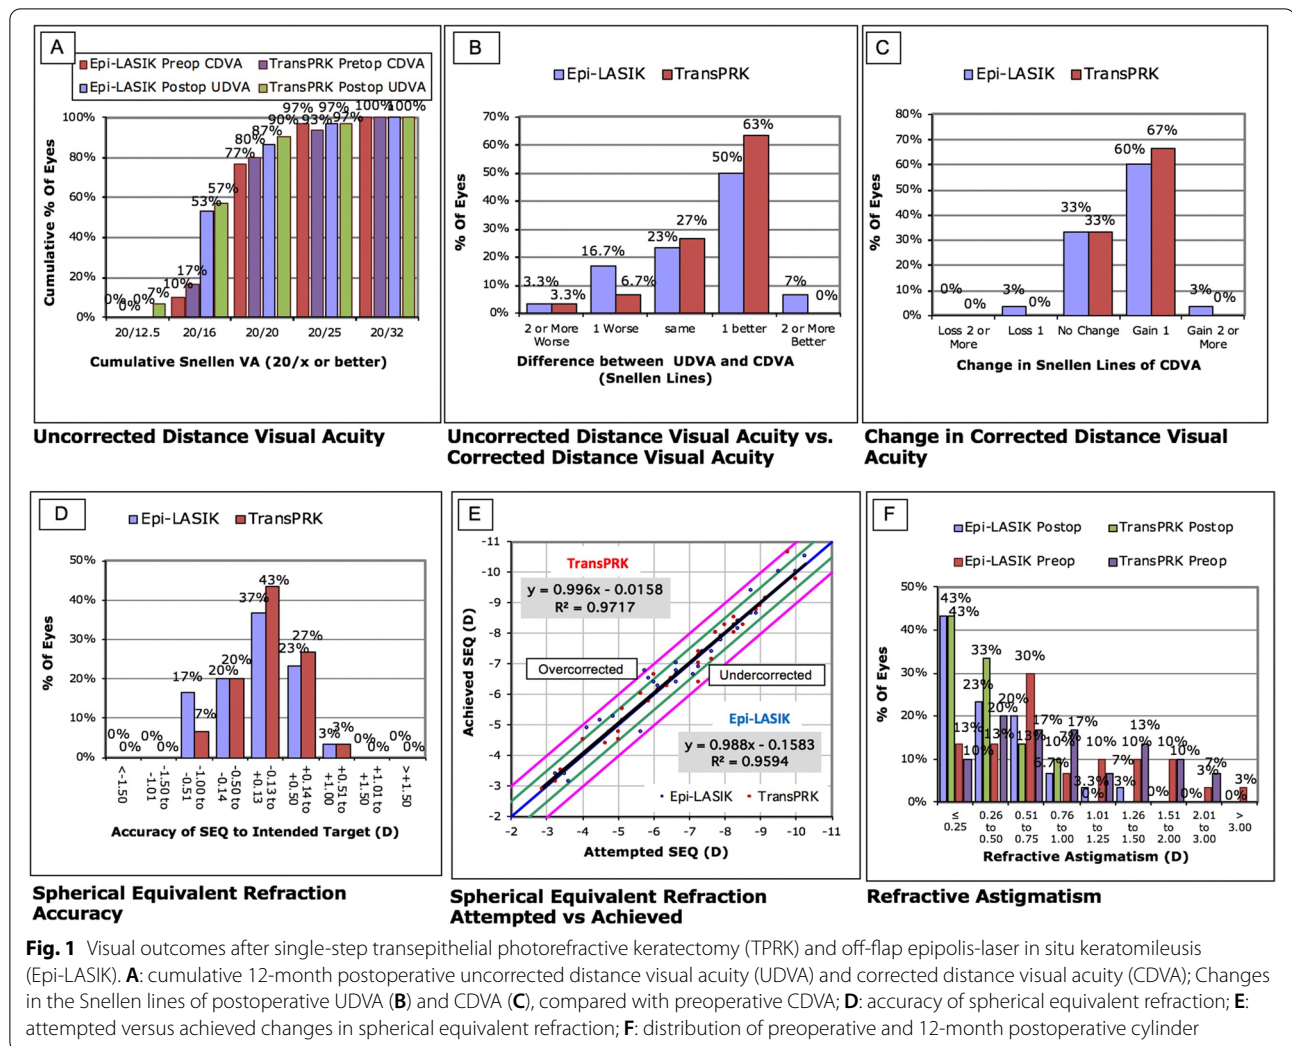 A
Epi-LASIK Preop CDVA
TransPRK Pretop CDVA
Epi-LASIK Postop UDVA
TransPRK Postop UDVA
Cumulative % Of Eyes
100%
80%
60%
40%
20%
0%
0% 0% 0% 7%
10% 17% 53% 57%
77% 80% 87% 90%
97% 93% 97% 97%
100% 100%
20/12.5 20/16 20/20 20/25 20/32
Cumulative Snellen VA (20/x or better)
Uncorrected Distance Visual Acuity
B
Epi-LASIK TransPRK
% Of Eyes
70%
60%
50%
40%
30%
20%
10%
0%
3.3% 3.3% 16.7% 6.7% 23% 27% 50% 63% 7% 0%
2 or More Worse
1 Worse
same
1 better
2 or More Better
Difference between UDVA and CDVA
(Snellen Lines)
Uncorrected Distance Visual Acuity vs.
Corrected Distance Visual Acuity
C
Epi-LASIK TransPRK
% Of Eyes
80%
70%
60%
50%
40%
30%
20%
10%
0%
0% 0% 3% 0% 33% 33% 60% 67% 3% 0%
Loss 2 or More
Loss 1
No Change
Gain 1
Gain 2 or More
Change in Snellen Lines of CDVA
Change in Corrected Distance Visual
Acuity
D
Epi-LASIK TransPRK
% Of Eyes
50%
40%
30%
20%
10%
0%
0% 0% 0% 0% 17% 7% 20% 20% 37% 43% 23% 27% 3% 3% 0% 0% 0% 0%
<-1.50
-1.50 to -1.01
-1.00 to -0.51
-0.50 to -0.14
-0.13 to +0.13
+0.14 to +0.50
+0.51 to +1.00
+1.01 to +1.50
>+1.50
Accuracy of SEQ to Intended Target (D)
Spherical Equivalent Refraction
Accuracy
E
Achieved SEQ (D)
-11
-10
-9
-8
-7
-6
-5
-4
-3
-2
TransPRK
y = 0.996x - 0.0158
R² = 0.9717
Overcorrected
Undercorrected
Epi-LASIK
y = 0.988x - 0.1583
R² = 0.9594
Epi-LASIK TransPRK
-2 -3 -4 -5 -6 -7 -8 -9 -10 -11
Attempted SEQ (D)
Spherical Equivalent Refraction
Attempted vs Achieved
F
Epi-LASIK Postop TransPRK Postop
Epi-LASIK Preop TransPRK Preop
% Of Eyes
50%
40%
30%
20%
10%
0%
43% 43% 13% 10%
23% 33% 13% 20%
20% 13% 30% 17%
6.7% 10% 7% 17%
3.3% 0% 10% 7%
3% 10% 13%
0% 10% 10%
0% 3% 7%
0% 3%
≤ 0.25
0.26 to 0.50
0.51 to 0.75
0.76 to 1.00
1.01 to 1.25
1.26 to 1.50
1.51 to 2.00
2.01 to 3.00
> 3.00
Refractive Astigmatism (D)
Refractive Astigmatism
Fig. 1 Visual outcomes after single-step transepithelial photorefractive keratectomy (TPRK) and off-flap epipolis-laser in situ keratomileusis
(Epi-LASIK). A: cumulative 12-month postoperative uncorrected distance visual acuity (UDVA) and corrected distance visual acuity (CDVA); Changes
in the Snellen lines of postoperative UDVA (B) and CDVA (C), compared with preoperative CDVA; D: accuracy of spherical equivalent refraction; E:
attempted versus achieved changes in spherical equivalent refraction; F: distribution of preoperative and 12-month postoperative cylinder